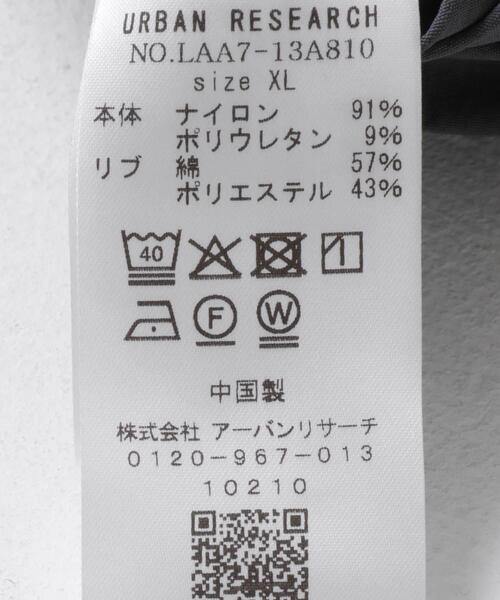 URBAN RESEARCH
NO.LAA7-13A810
size XL
本体 ナイロン 91%
ポリウレタン 9%
リブ 綿 57%
ポリエステル 43%
40
F W
中国製
株式会社 アーバンリサーチ
0120-967-013
10210